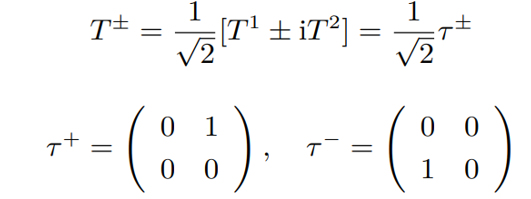 T^± = \frac{1}{\sqrt{2}}[T^1 ± iT^2] = \frac{1}{\sqrt{2}}τ^±
τ^+ = \begin{pmatrix} 0 & 1 \\ 0 & 0 \end{pmatrix}, τ^- = \begin{pmatrix} 0 & 0 \\ 1 & 0 \end{pmatrix}